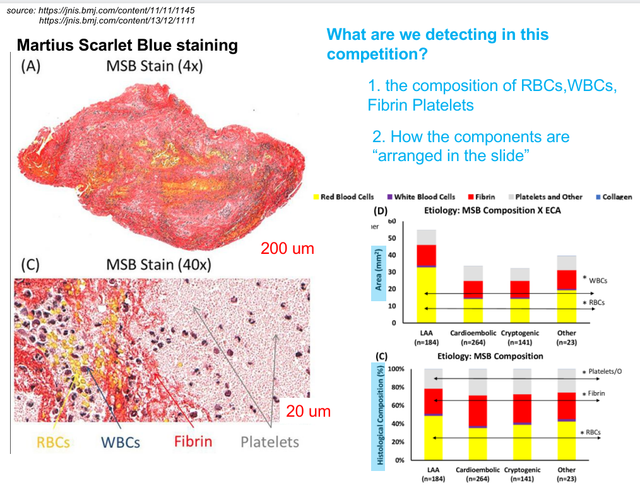 source: https://jnis.bmj.com/content/11/11/1145
https://jnis.bmj.com/content/13/12/1111
Martius Scarlet Blue staining
(A) MSB Stain (4x)
200 um
(C) MSB Stain (40x)
20 um
RBCs WBCs Fibrin Platelets
What are we detecting in this
competition?
1. the composition of RBCs,WBCs,
Fibrin Platelets
2. How the components are
“arranged in the slide”
Red Blood Cells White Blood Cells Fibrin Platelets and Other Collagen
(D) Etiology: MSB Composition X ECA
Area (mm²)
60
50
40
30
20
10
0
* WBCs
* RBCs
LAA Cardioembolic Cryptogenic Other
(n=184) (n=264) (n=141) (n=23)
(C) Etiology: MSB Composition
Histological Composition (%)
100%
80%
60%
40%
20%
0%
* Platelets/O
* Fibrin
* RBCs
LAA Cardioembolic Cryptogenic Other
(n=184) (n=264) (n=141) (n=23)